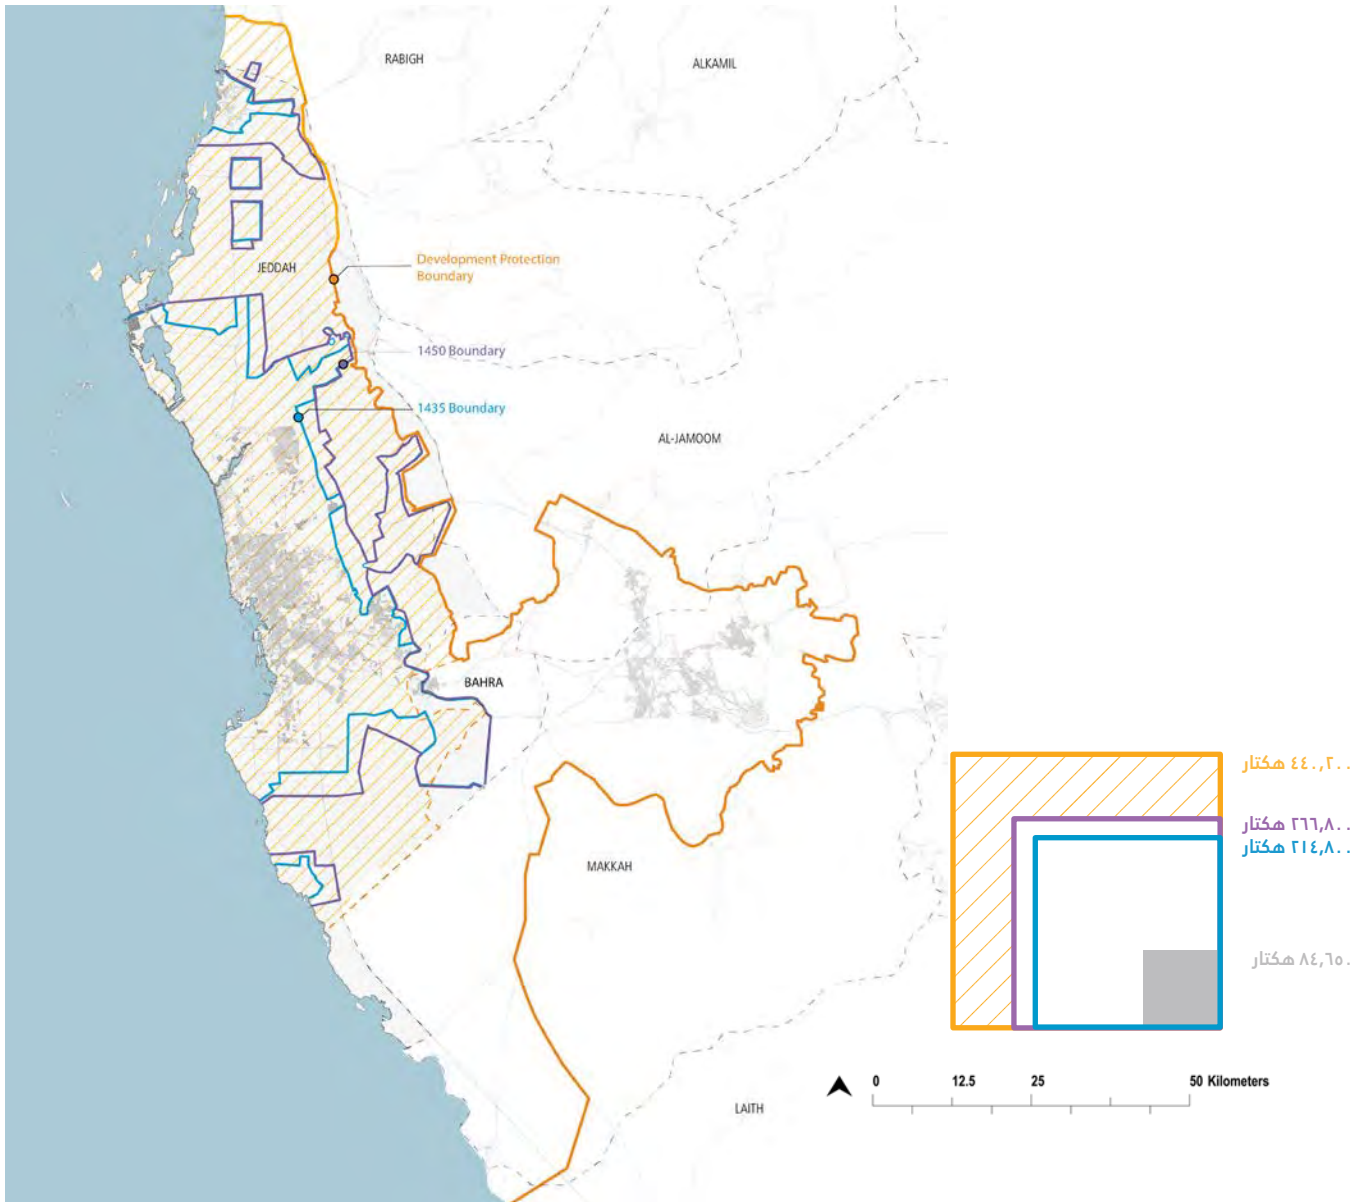 RABIGH
ALKAMIL
Development Protection
Boundary
JEDDAH
1450 Boundary
1435 Boundary
AL-JAMOOM
BAHRA
MAKKAH
LAITH
٤٤٠,٢٠٠ هكتار
٢٦٦,٨٠٠ هكتار
٢١٤,٨٠٠ هكتار
٨٤,٦٥٠ هكتار
0 12.5 25 50 Kilometers